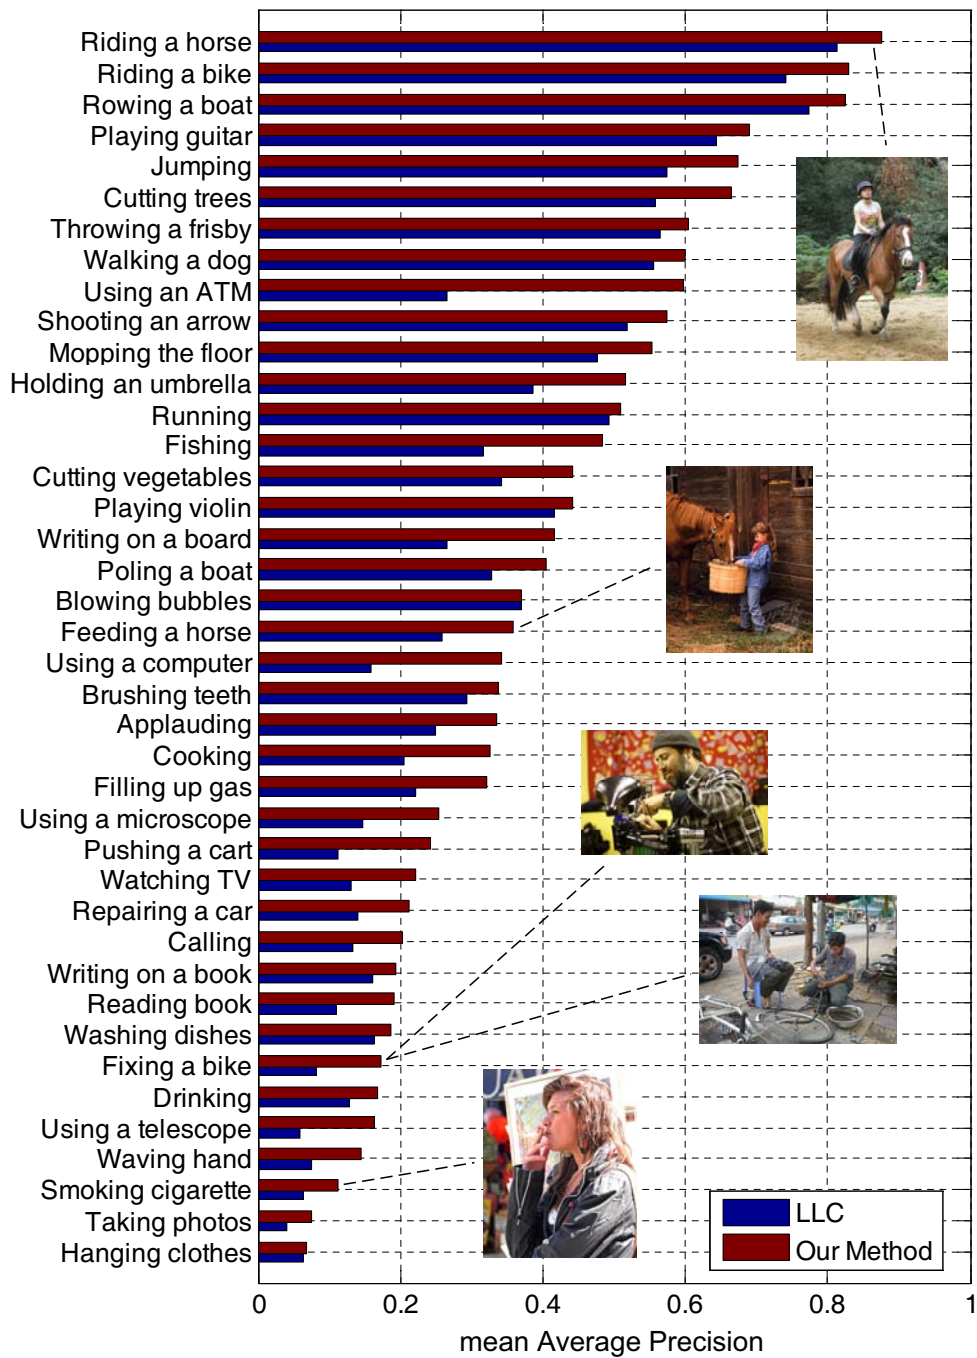 Riding a horse
Riding a bike
Rowing a boat
Playing guitar
Jumping
Cutting trees
Throwing a frisby
Walking a dog
Using an ATM
Shooting an arrow
Mopping the floor
Holding an umbrella
Running
Fishing
Cutting vegetables
Playing violin
Writing on a board
Poling a boat
Blowing bubbles
Feeding a horse
Using a computer
Brushing teeth
Applauding
Cooking
Filling up gas
Using a microscope
Pushing a cart
Watching TV
Repairing a car
Calling
Writing on a book
Reading book
Washing dishes
Fixing a bike
Drinking
Using a telescope
Waving hand
Smoking cigarette
Taking photos
Hanging clothes
LLC
Our Method
0 0.2 0.4 0.6 0.8 1
mean Average Precision